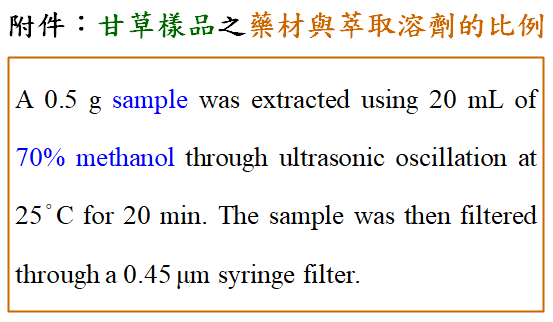 附件：甘草樣品之藥材與萃取溶劑的比例
A 0.5 g sample was extracted using 20 mL of
70% methanol through ultrasonic oscillation at
25°C for 20 min. The sample was then filtered
through a 0.45 μm syringe filter.